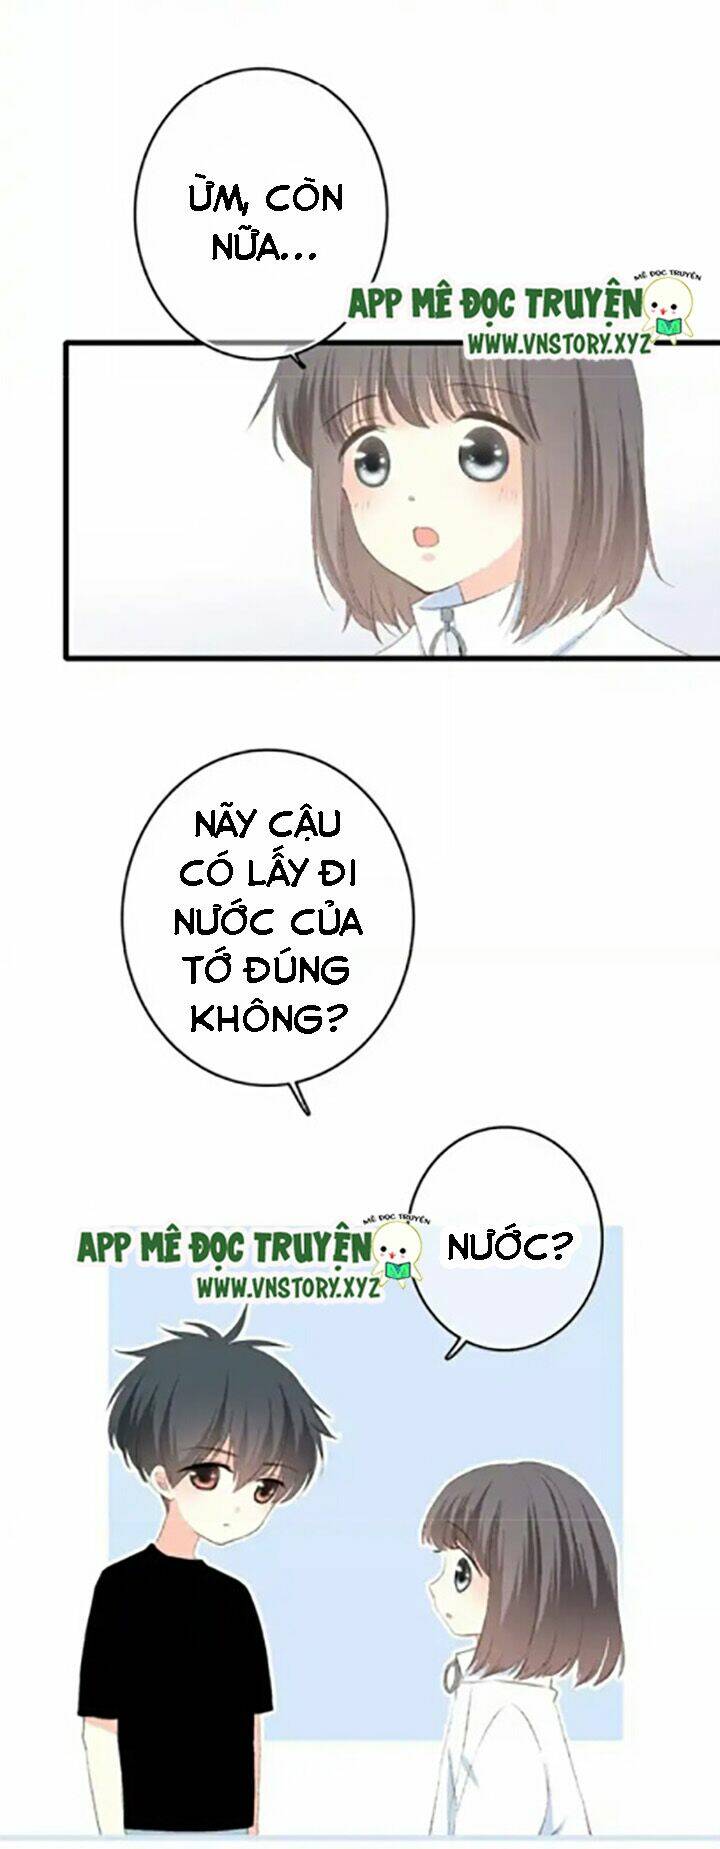 ỪM, CÒN
NỮA...
MÊ ĐỌC TRUYỆN
APP MÊ ĐỌC TRUYỆN
WWW.VNSTORY.XYZ
NÃY CẬU
CÓ LẤY ĐI
NƯỚC CỦA
TỚ ĐÚNG
KHÔNG?
MÊ ĐỌC TRUYỆN
APP MÊ ĐỌC TRUYỆN
WWW.VNSTORY.XYZ
NƯỚC?